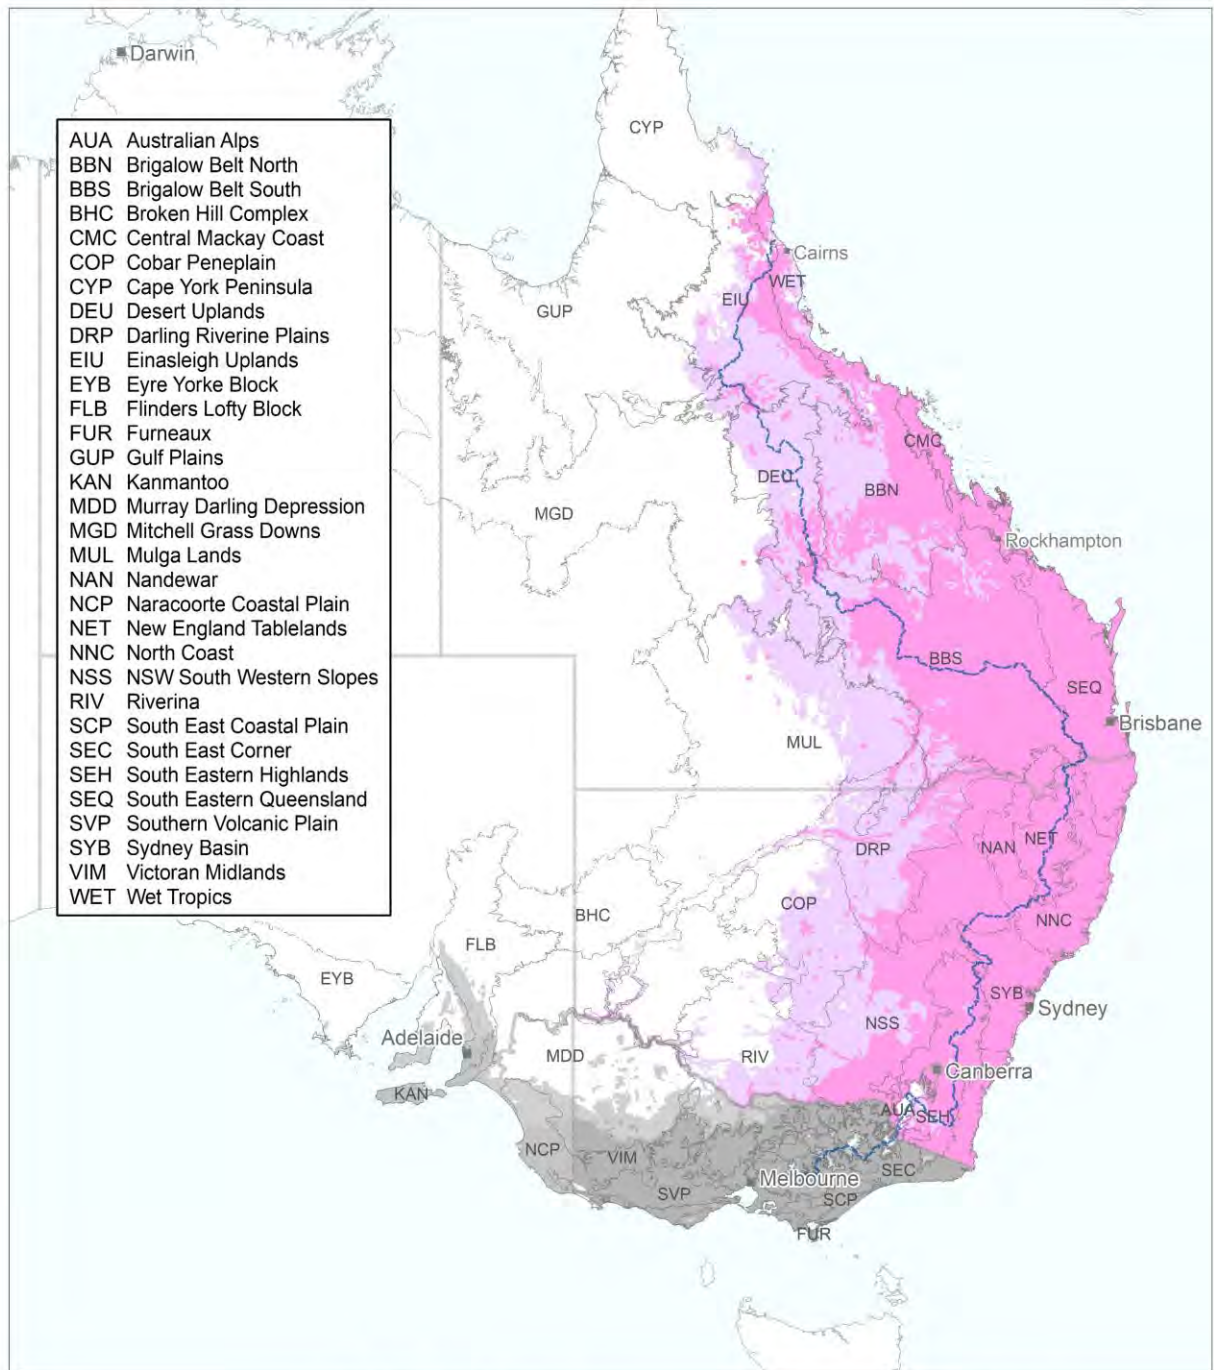 Darwin
AUA Australian Alps
BBN Brigalow Belt North
BBS Brigalow Belt South
BHC Broken Hill Complex
CMC Central Mackay Coast
COP Cobar Peneplain
CYP Cape York Peninsula
DEU Desert Uplands
DRP Darling Riverine Plains
EIU Einasleigh Uplands
EYB Eyre Yorke Block
FLB Flinders Lofty Block
FUR Furneaux
GUP Gulf Plains
KAN Kanmantoo
MDD Murray Darling Depression
MGD Mitchell Grass Downs
MUL Mulga Lands
NAN Nandewar
NCP Naracoorte Coastal Plain
NET New England Tablelands
NNC North Coast
NSS NSW South Western Slopes
RIV Riverina
SCP South East Coastal Plain
SEC South East Corner
SEH South Eastern Highlands
SEQ South Eastern Queensland
SVP Southern Volcanic Plain
SYB Sydney Basin
VIM Victoran Midlands
WET Wet Tropics
CYP
Cairns
WET
EIU
GUP
CMC
DEU
BBN
MGD
Rockhampton
BBS
SEQ
Brisbane
MUL
DRP
NAN
NET
COP
BHC
NNC
FLB
EYB
SYB
Sydney
NSS
Adelaide
MDD
RIV
Canberra
KAN
AUA
SEH
NCP
VIM
SEC
Melbourne
SVP
SCP
FUR